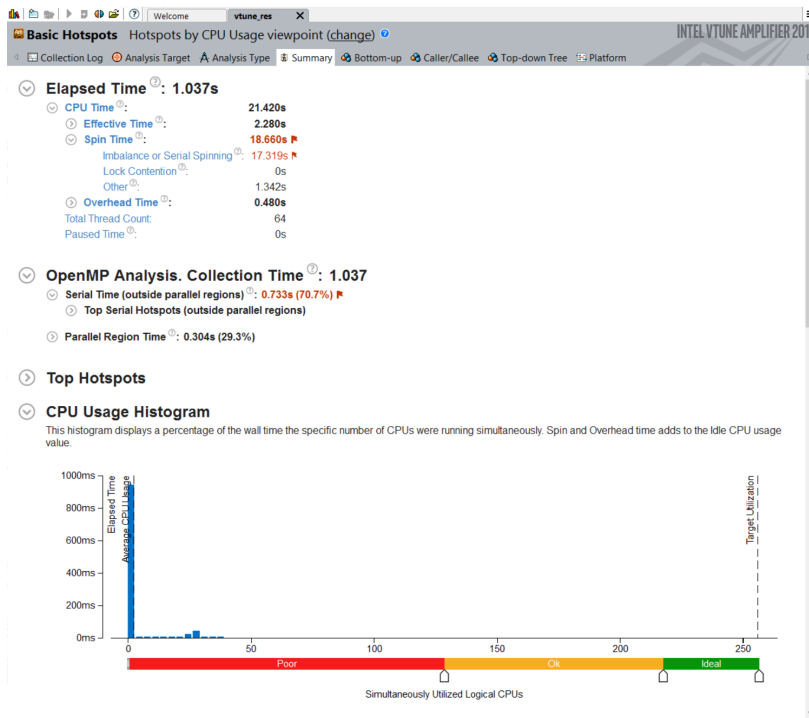 Welcome
vtune_res
X
Basic Hotspots Hotspots by CPU Usage viewpoint (change)
INTEL VTUNE AMPLIFIER 201
Collection Log Analysis Target Analysis Type Summary Bottom-up Caller/Callee Top-down Tree Platform
Elapsed Time ?: 1.037s
CPU Time ?: 21.420s
Effective Time ?: 2.280s
Spin Time ?: 18.660s
Imbalance or Serial Spinning ?: 17.319s
Lock Contention ?: 0s
Other ?: 1.342s
Overhead Time ?: 0.480s
Total Thread Count: 64
Paused Time ?: 0s
OpenMP Analysis. Collection Time ?: 1.037
Serial Time (outside parallel regions) ?: 0.733s (70.7%)
Top Serial Hotspots (outside parallel regions)
Parallel Region Time ?: 0.304s (29.3%)
Top Hotspots
CPU Usage Histogram
This histogram displays a percentage of the wall time the specific number of CPUs were running simultaneously. Spin and Overhead time adds to the Idle CPU usage
value.
1000ms
800ms
600ms
400ms
200ms
0ms
Elapsed Time
Average CPU Usage
Target Utilization
0 50 100 150 200 250
Poor Ok Ideal
Simultaneously Utilized Logical CPUs